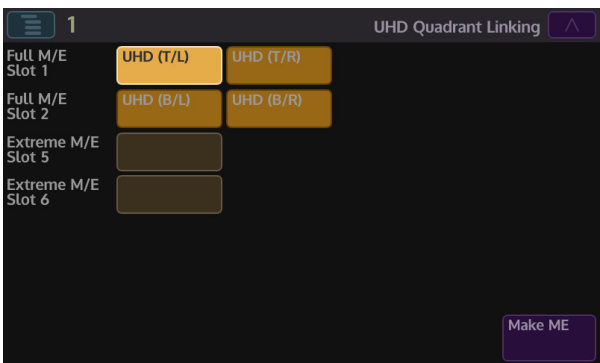 1
UHD Quadrant Linking
Full M/E
Slot 1
UHD (T/L)
UHD (T/R)
Full M/E
Slot 2
UHD (B/L)
UHD (B/R)
Extreme M/E
Slot 5
Extreme M/E
Slot 6
Make ME